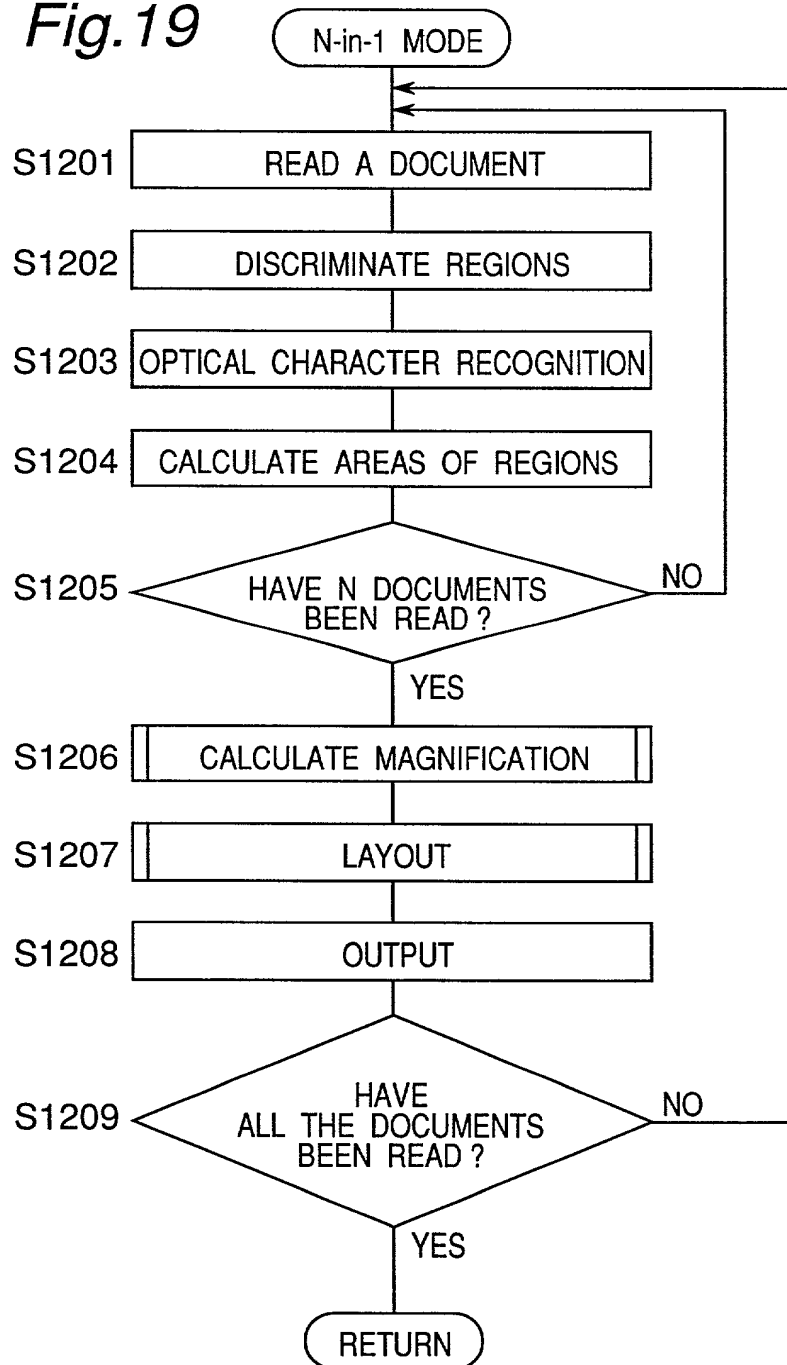 Fig.19
N-in-1 MODE
S1201
READ A DOCUMENT
S1202
DISCRIMINATE REGIONS
S1203
OPTICAL CHARACTER RECOGNITION
S1204
CALCULATE AREAS OF REGIONS
S1205
HAVE N DOCUMENTS
BEEN READ ?
NO
YES
S1206
CALCULATE MAGNIFICATION
S1207
LAYOUT
S1208
OUTPUT
S1209
HAVE
ALL THE DOCUMENTS
BEEN READ ?
NO
YES
RETURN